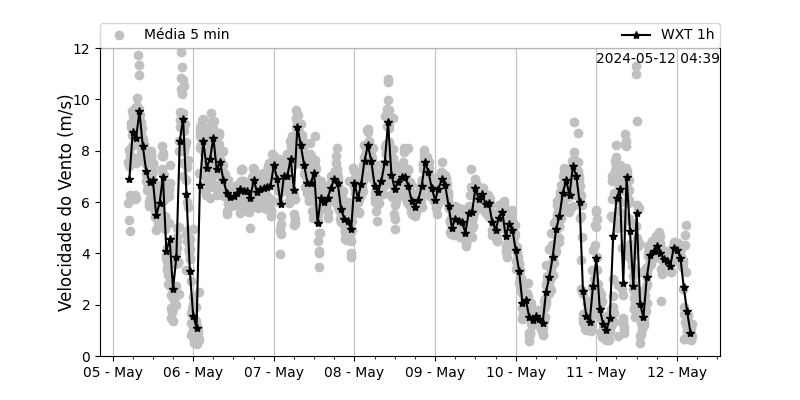 Média 5 min
WXT 1h
2024-05-12 04:39
Velocidade do Vento (m/s)
12
10
8
6
4
2
0
05 - May
06 - May
07 - May
08 - May
09 - May
10 - May
11 - May
12 - May